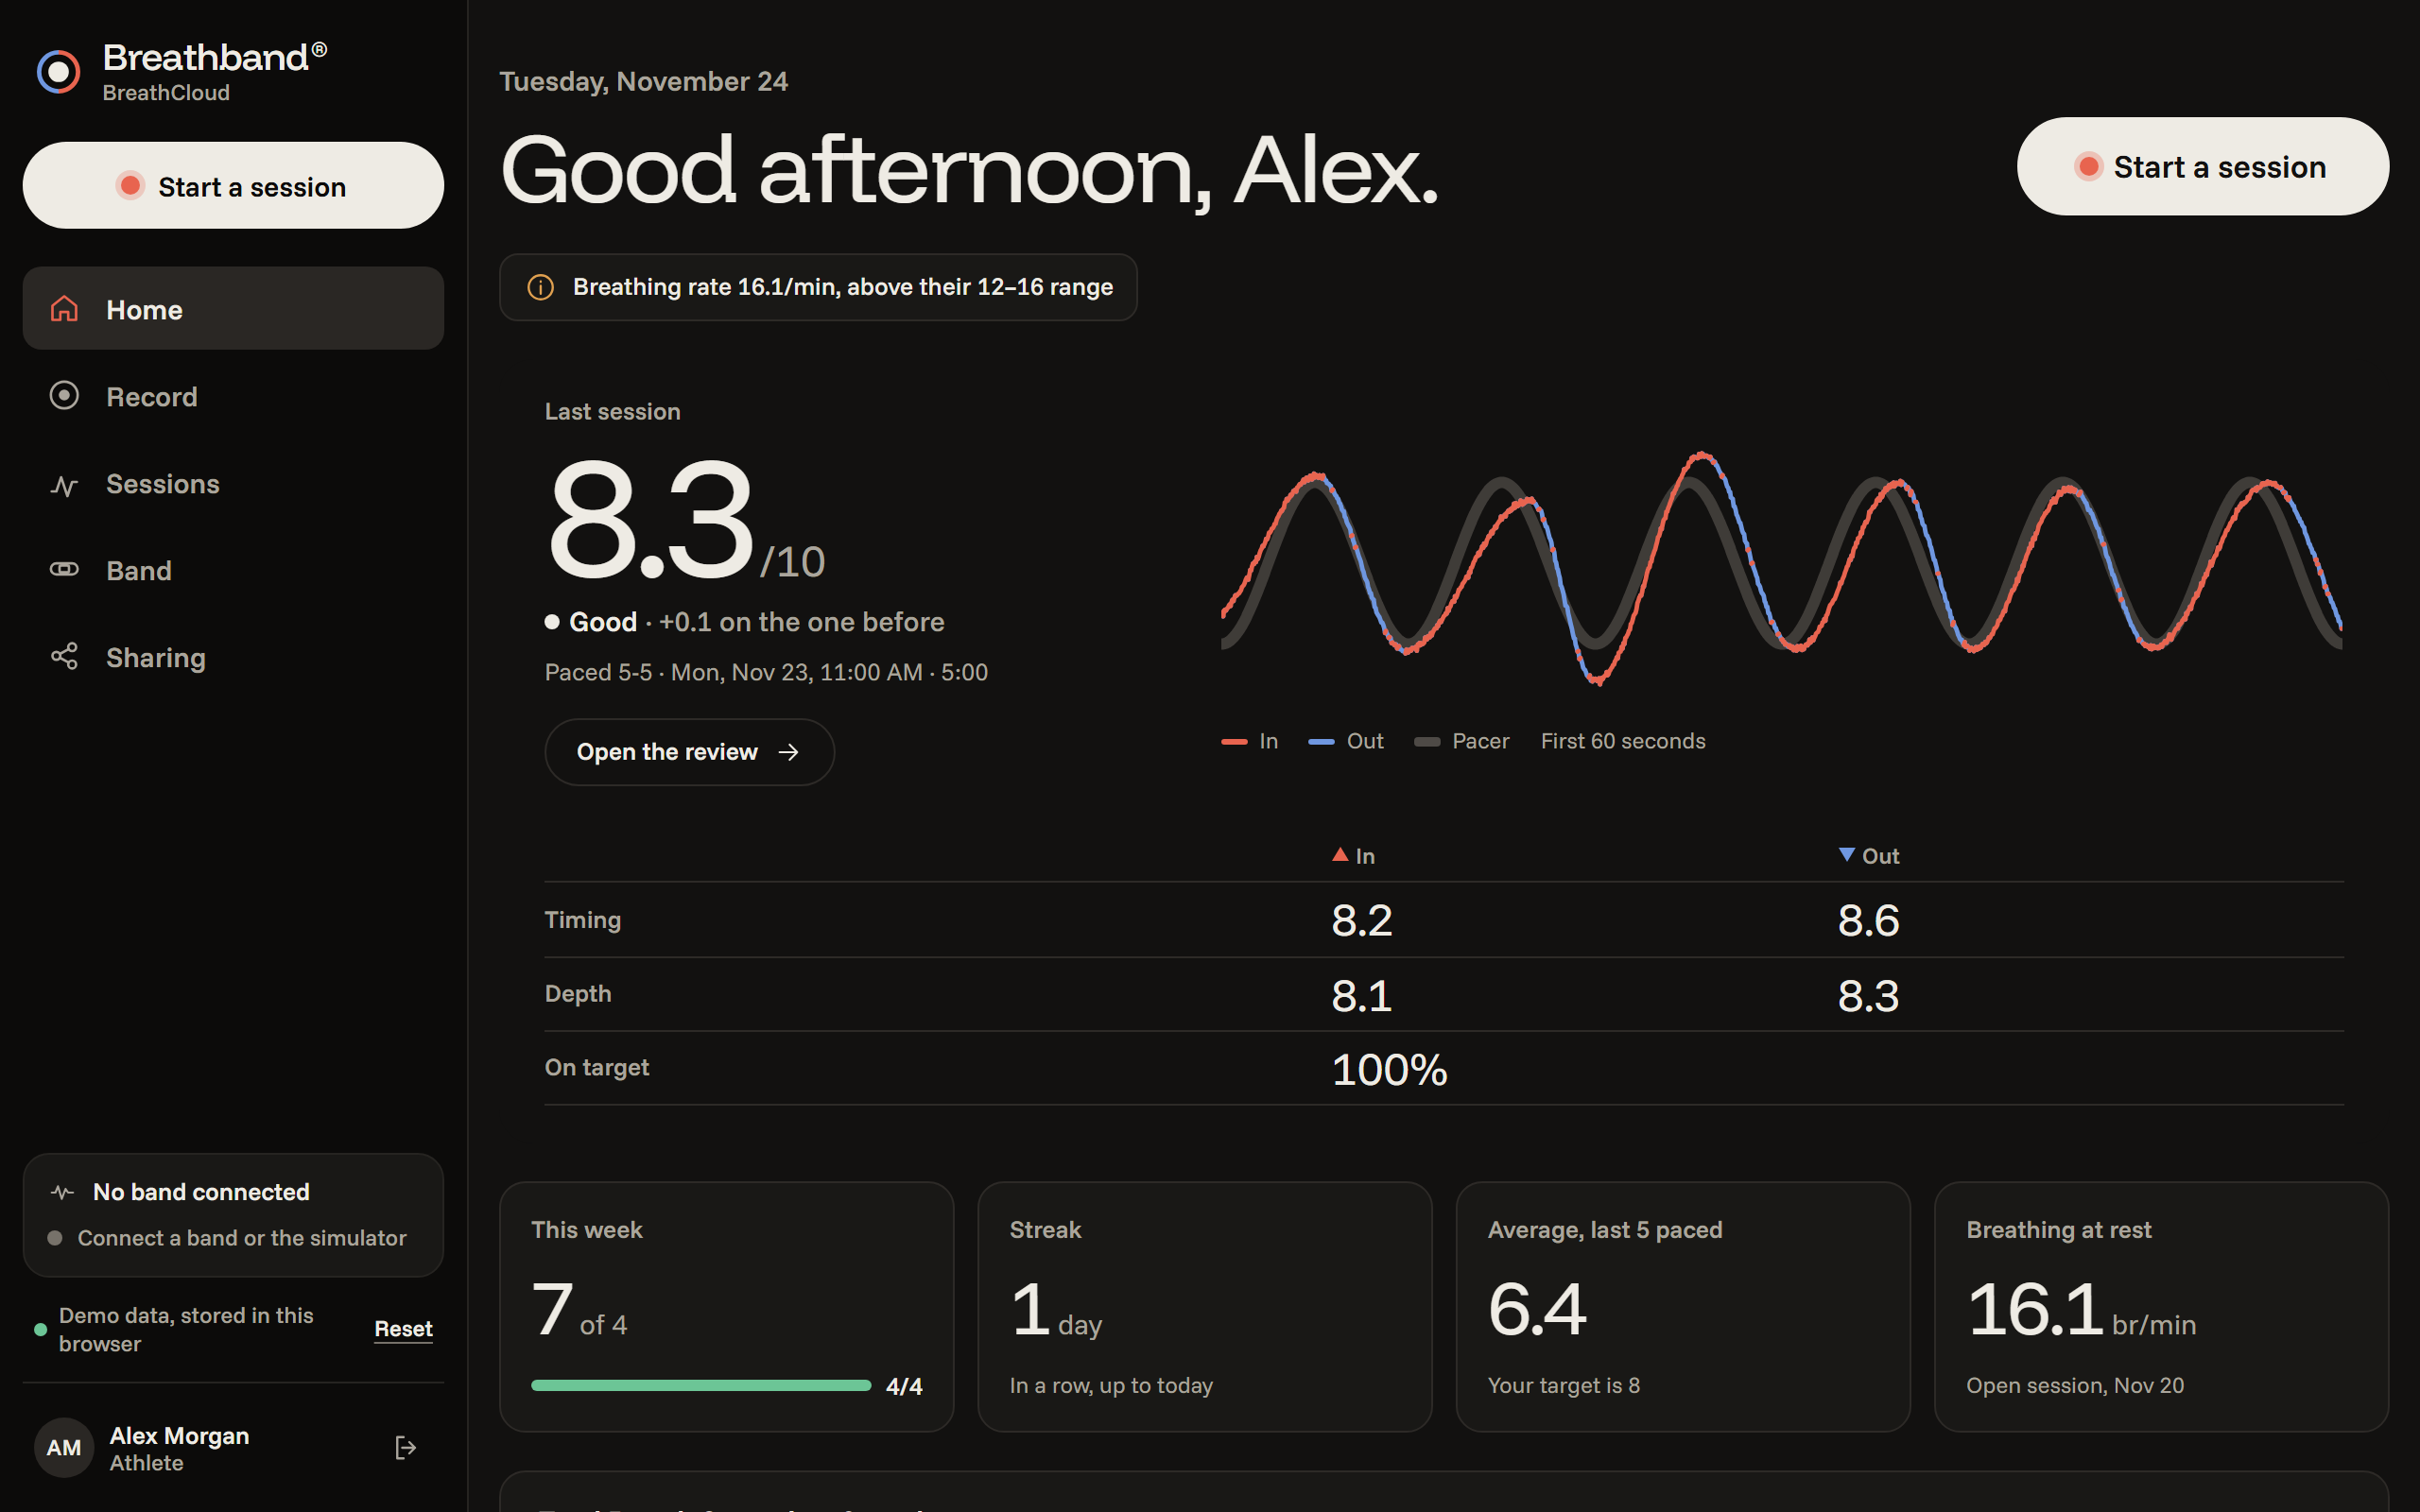 Breathband®
BreathCloud
Start a session
Home
Record
Sessions
Band
Sharing
No band connected
Connect a band or the simulator
Demo data, stored in this
browser
Reset
AM
Alex Morgan
Athlete
Tuesday, November 24
Good afternoon, Alex.
Start a session
Breathing rate 16.1/min, above their 12–16 range
Last session
8.3/10
Good · +0.1 on the one before
Paced 5-5 · Mon, Nov 23, 11:00 AM · 5:00
Open the review
In Out Pacer First 60 seconds
In Out
Timing 8.2 8.6
Depth 8.1 8.3
On target 100%
This week
7 of 4
4/4
Streak
1 day
In a row, up to today
Average, last 5 paced
6.4
Your target is 8
Breathing at rest
16.1 br/min
Open session, Nov 20